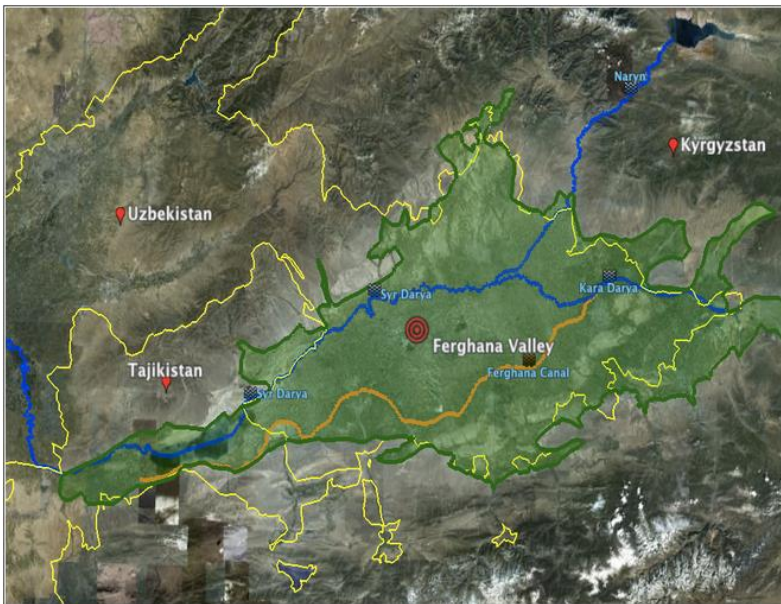 Naryn
Kyrgyzstan
Uzbekistan
Kara Darya
Syr Darya
Ferghana Valley
Tajikistan
Ferghana Canal
Syr Darya